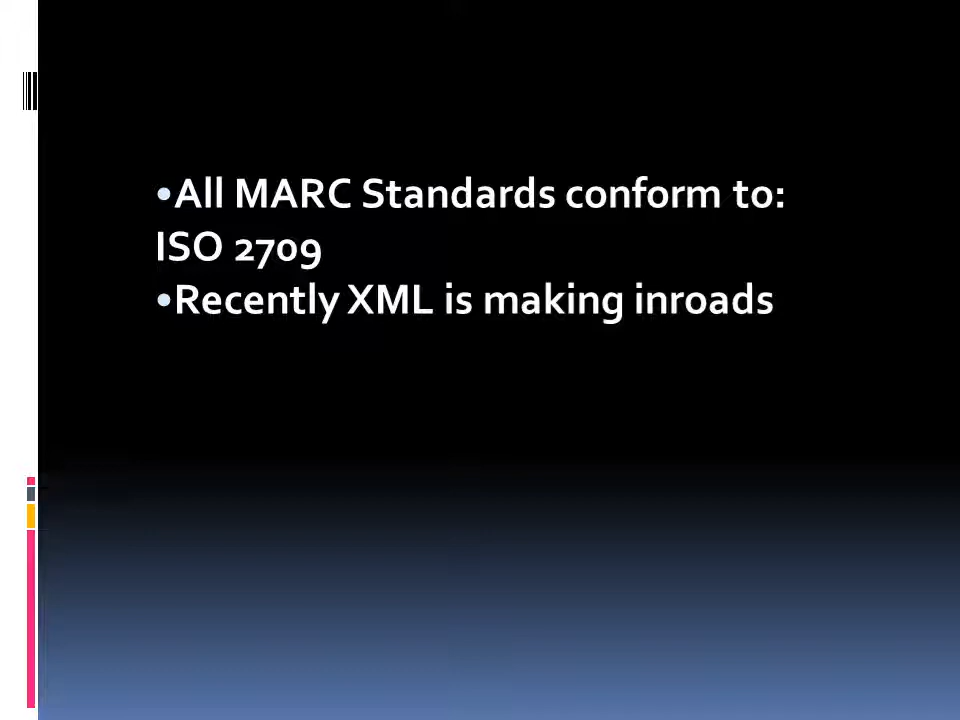 •All MARC Standards conform to:
ISO 2709
•Recently XML is making inroads